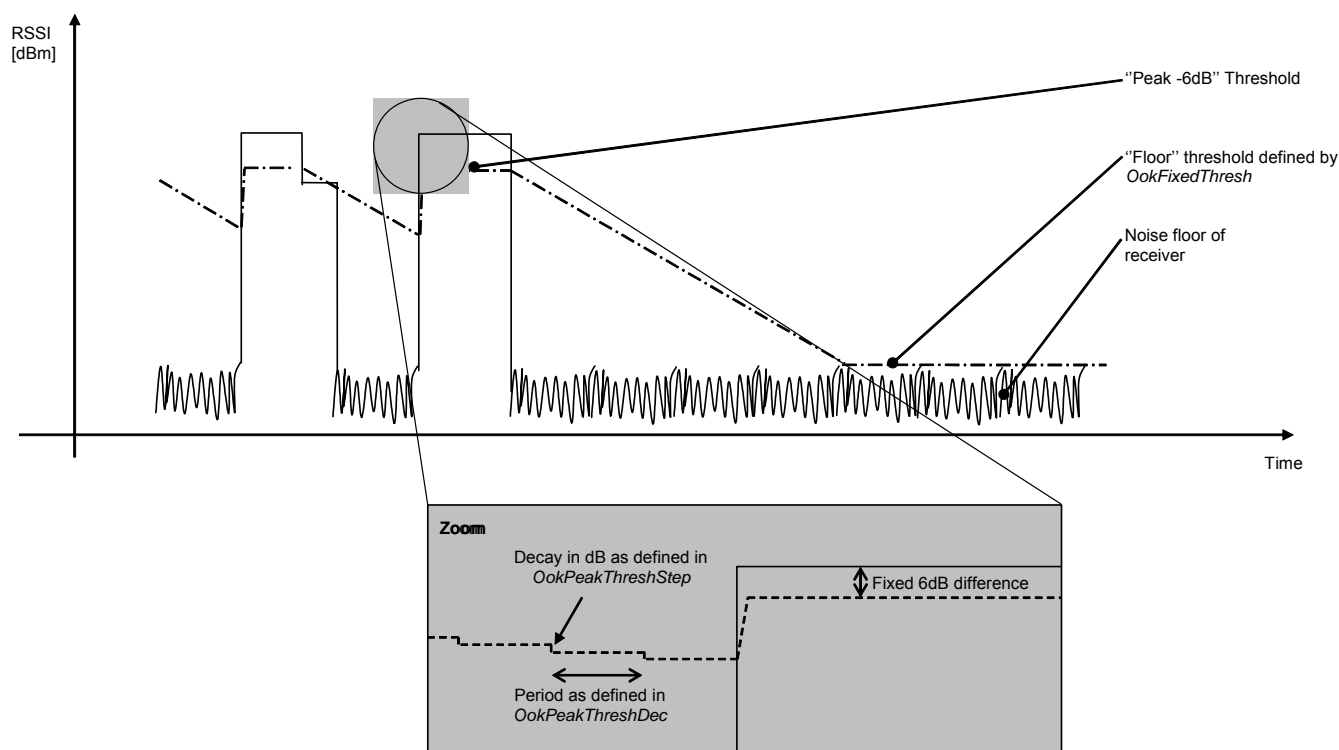 RSSI
[dBm]
‘’Peak -6dB’’ Threshold
‘’Floor’’ threshold defined by
OokFixedThresh
Noise floor of
receiver
Time
Zoom
Decay in dB as defined in
OokPeakThreshStep
Fixed 6dB difference
Period as defined in
OokPeakThreshDec